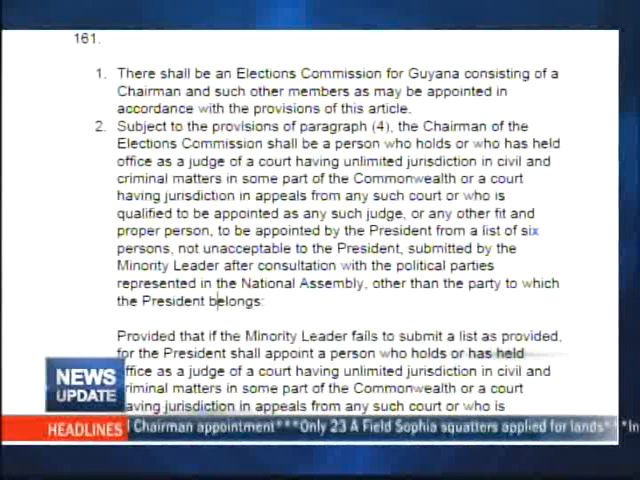 161.
1. There shall be an Elections Commission for Guyana consisting of a
Chairman and such other members as may be appointed in
accordance with the provisions of this article.
2. Subject to the provisions of paragraph (4), the Chairman of the
Elections Commission shall be a person who holds or who has held
office as a judge of a court having unlimited jurisdiction in civil and
criminal matters in some part of the Commonwealth or a court
having jurisdiction in appeals from any such court or who is
qualified to be appointed as any such judge, or any other fit and
proper person, to be appointed by the President from a list of six
persons, not unacceptable to the President, submitted by the
Minority Leader after consultation with the political parties
represented in the National Assembly, other than the party to which
the President belongs:
Provided that if the Minority Leader fails to submit a list as provided,
for the President shall appoint a person who holds or has held
office as a judge of a court having unlimited jurisdiction in civil and
criminal matters in some part of the Commonwealth or a court
having jurisdiction in appeals from any such court or who is
NEWS
UPDATE
HEADLINES
l Chairman appointment***Only 23 A Field Sophia squatters applied for lands* *In